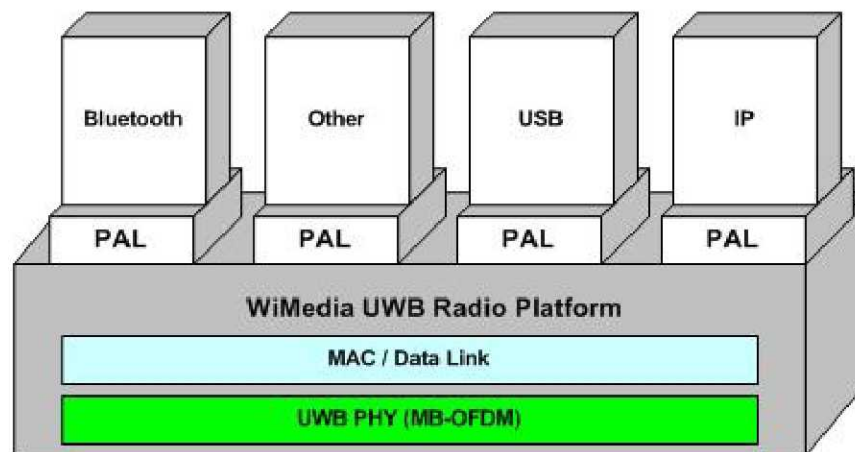 Bluetooth Other USB IP
PAL PAL PAL PAL
WiMedia UWB Radio Platform
MAC / Data Link
UWB PHY (MB-OFDM)